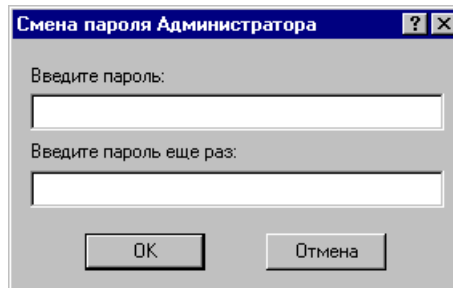 Смена пароля Администратора
Введите пароль:
Введите пароль еще раз:
OK
Отмена